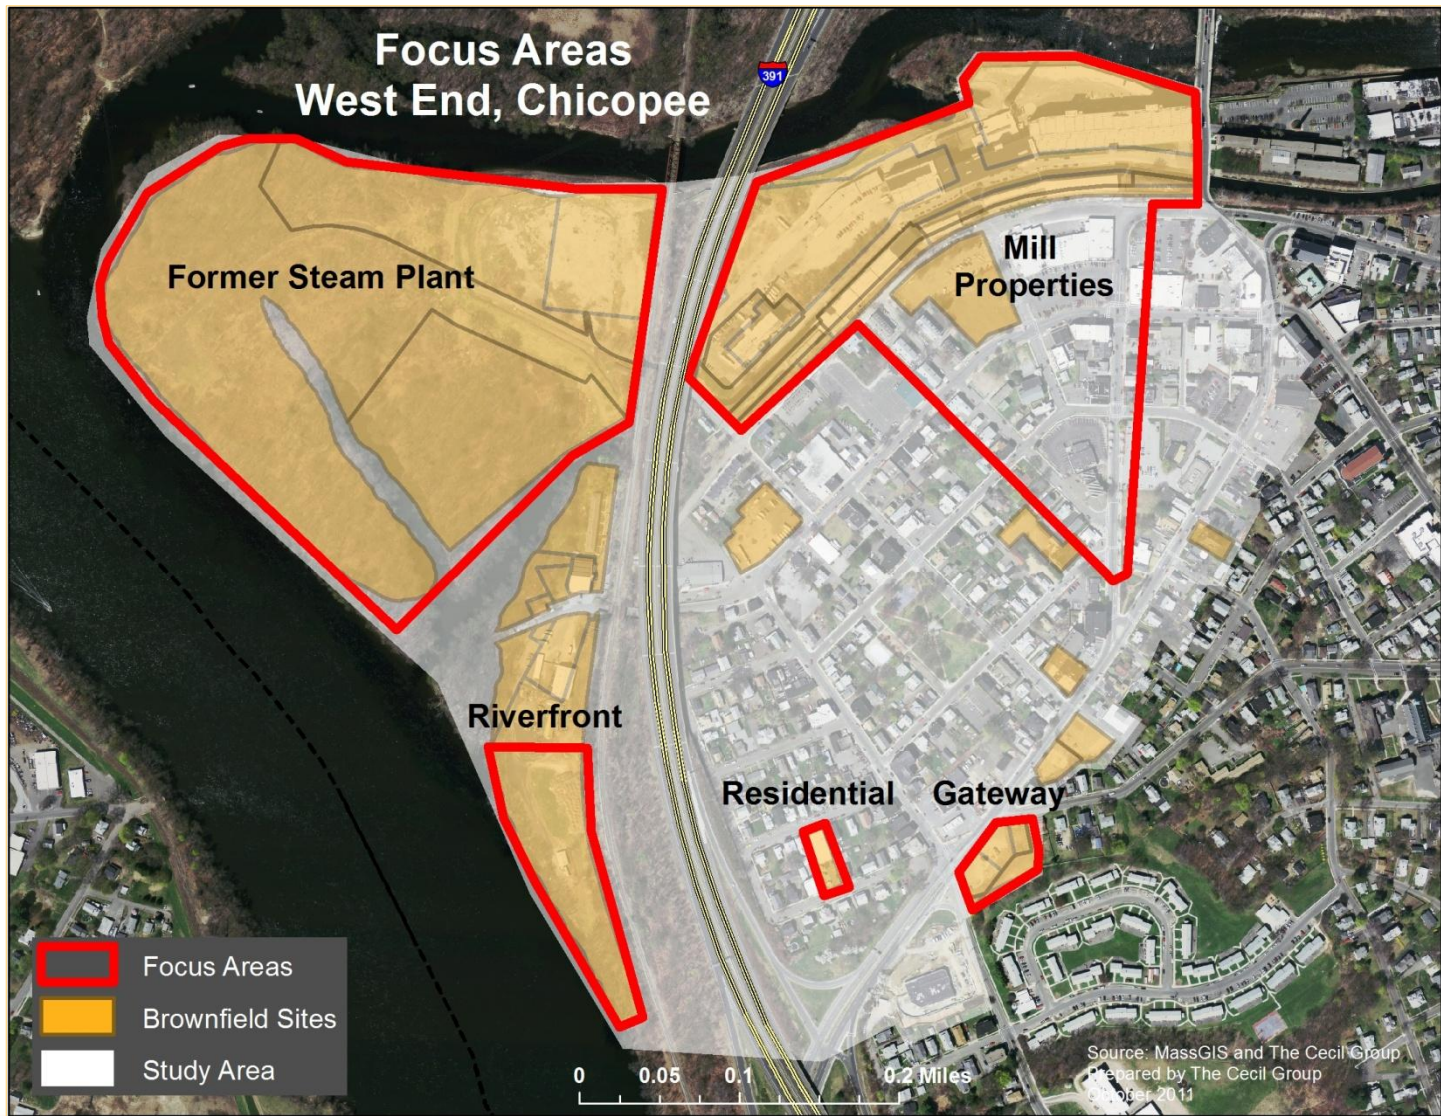 Focus Areas
West End, Chicopee
391
Former Steam Plant
Mill
Properties
Riverfront
Residential
Gateway
Focus Areas
Brownfield Sites
Study Area
0 0.05 0.1 0.2 Miles
Source: MassGIS and The Cecil Group
Prepared by The Cecil Group
October 2011